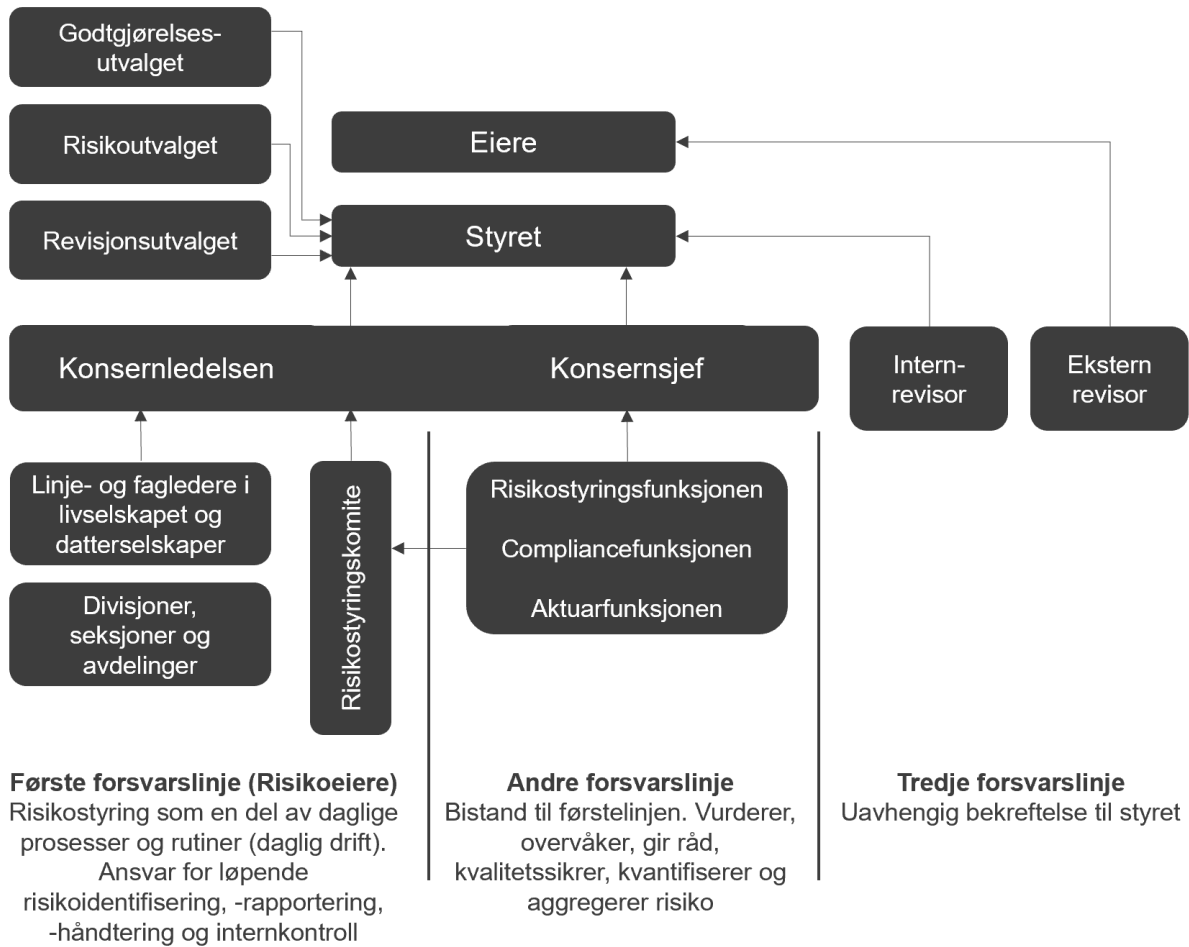 Godtgjørelses-
utvalget
Risikoutvalget
Revisjonsutvalget
Eiere
Styret
Konsernledelsen
Konsernsjef
Intern-
revisor
Ekstern
revisor
Linje- og fagledere i
livselskapet og
datterselskaper
Divisjoner,
seksjoner og
avdelinger
Risikostyringskomite
Risikostyringsfunksjonen
Compliancefunksjonen
Aktuarfunksjonen
Første forsvarslinje (Risikoeiere)
Risikostyring som en del av daglige
prosesser og rutiner (daglig drift).
Ansvar for løpende
risikoidentifisering, -rapportering,
-håndtering og internkontroll
Andre forsvarslinje
Bistand til førstelinjen. Vurderer,
overvåker, gir råd,
kvalitetssikrer, kvantifiserer og
aggregerer risiko
Tredje forsvarslinje
Uavhengig bekreftelse til styret